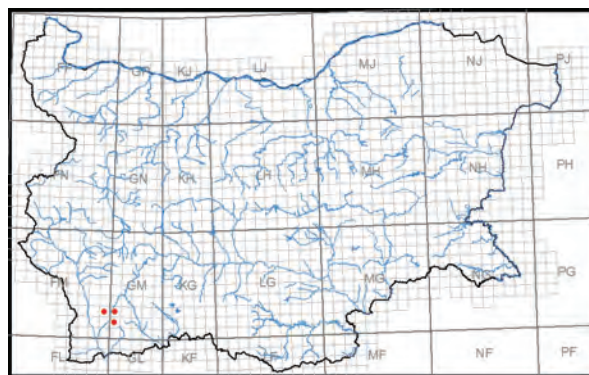 FP GP KJ LJ MJ NJ PJ
FN GN KH LH MH NH PH
FM GM KG LG MG NG PG
FL GL KF LF MF NF PF